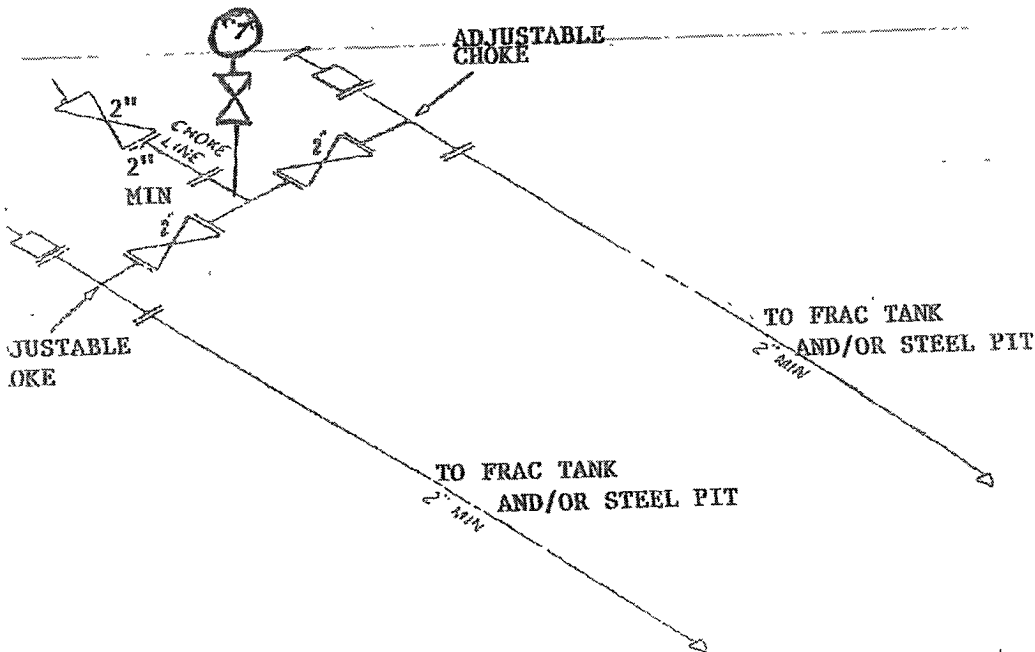 ADJUSTABLE
CHOKE
2"
CHOKE
LINE
2"
MIN
2"
2"
JUSTABLE
OKE
TO FRAC TANK
AND/OR STEEL PIT
2" MIN
TO FRAC TANK
AND/OR STEEL PIT
2" MIN